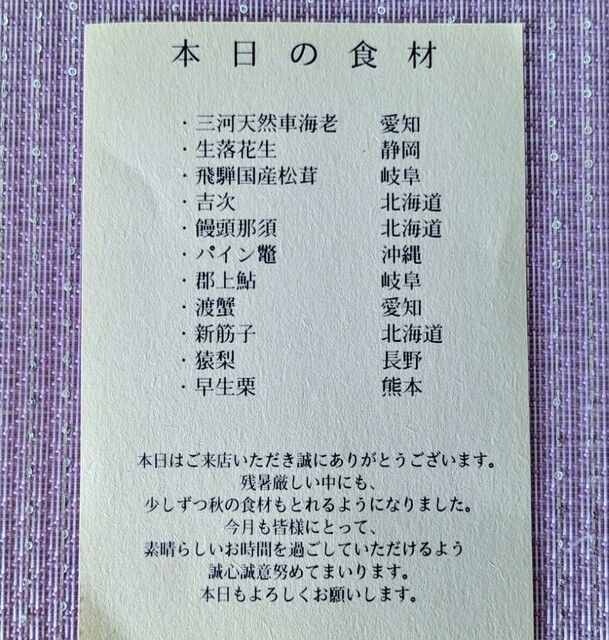 本日の食材
・三河天然車海老 愛知
・生落花生 静岡
・飛騨国産松茸 岐阜
・吉次 北海道
・饅頭那須 北海道
・パイン鼈 沖縄
・郡上鮎 岐阜
・渡蟹 愛知
・新筋子 北海道
・猿梨 長野
・早生栗 熊本
本日はご来店いただき誠にありがとうございます。
残暑厳しい中にも、
少しずつ秋の食材もとれるようになりました。
今月も皆様にとって、
素晴らしいお時間を過ごしていただけるよう
誠心誠意努めてまいります。
本日もよろしくお願いします。